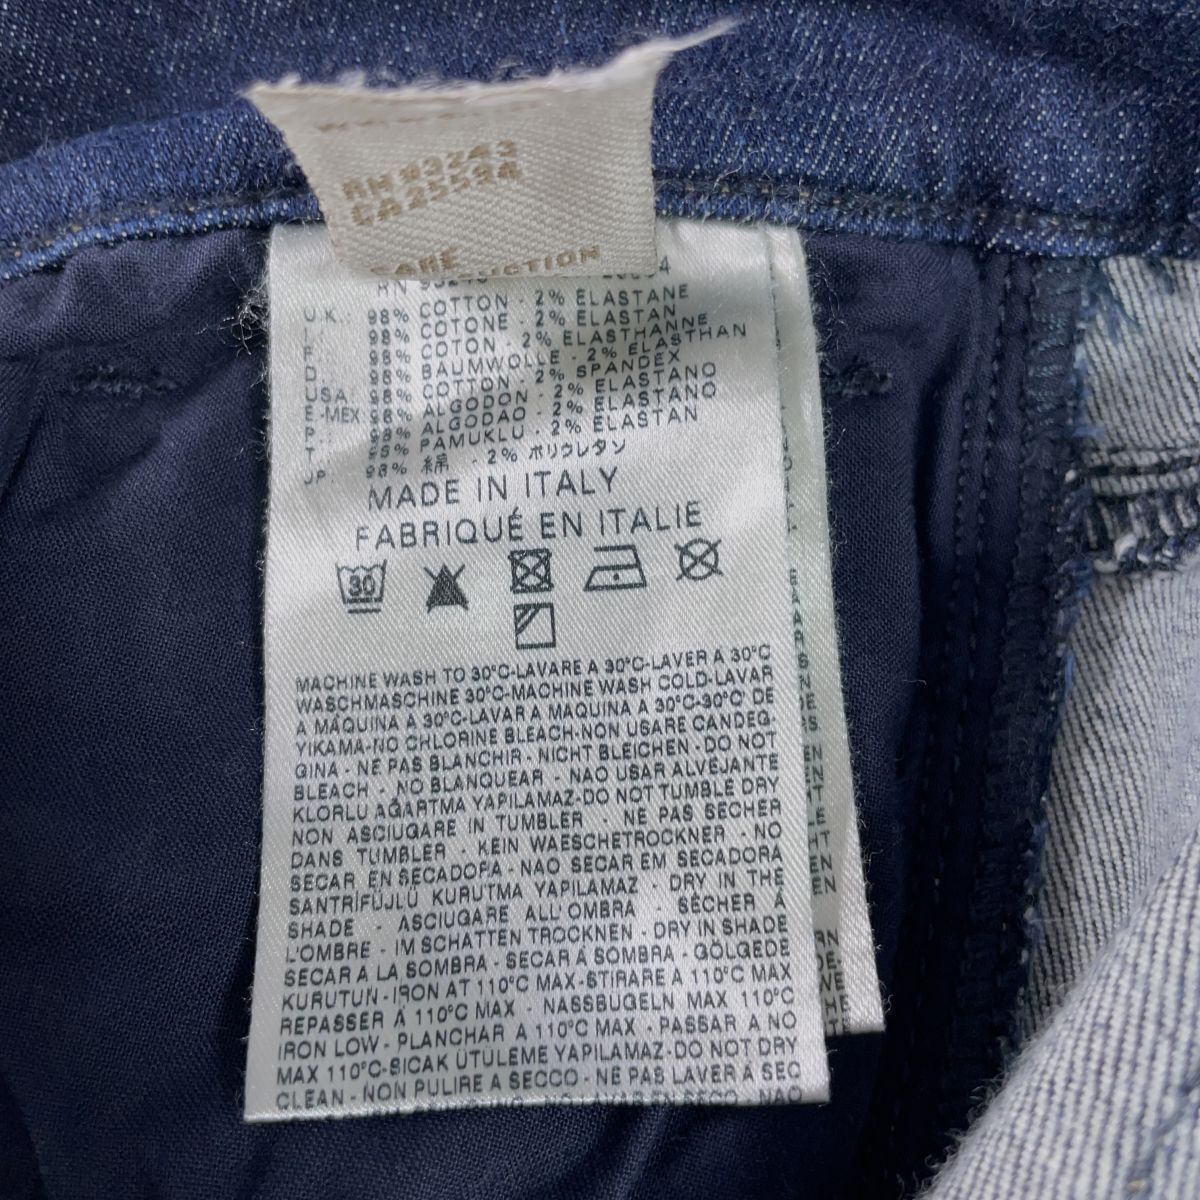 RN 93243
CA 25594
CARE
U.K.: 98% COTTON - 2% ELASTANE
I.: 98% COTONE - 2% ELASTAN
F.: 98% COTON - 2% ELASTHANNE
D.: 98% BAUMWOLLE - 2% ELASTHAN
USA: 98% COTTON - 2% SPANDEX
E-MEX: 98% ALGODON - 2% ELASTANO
P.: 98% ALGODAO - 2% ELASTANO
T.: 98% PAMUKLU - 2% ELASTAN
JP: 98% 綿 - 2% ポリウレタン
MADE IN ITALY
FABRIQUÉ EN ITALIE
30
MACHINE WASH TO 30°C-LAVARE A 30°C-LAVER A 30°C
WASCHMASCHINE 30°C-MACHINE WASH COLD-LAVAR
A MÁQUINA A 30°C-LAVAR A MAQUINA A 30°C-30°C DE
YIKAMA-NO CHLORINE BLEACH-NON USARE CANDEG-
GINA - NE PAS BLANCHIR - NICHT BLEICHEN - DO NOT
BLEACH - NO BLANQUEAR - NAO USAR ALVEJANTE
KLORLU AĞARTMA YAPILAMAZ-DO NOT TUMBLE DRY
NON ASCIUGARE IN TUMBLER - NE PAS SECHER
DANS TUMBLER - KEIN WAESCHETROCKNER - NO
SECAR EN SECADORA - NAO SECAR EM SECADORA
SANTRİFÜJLÜ KURUTMA YAPILAMAZ - DRY IN THE
SHADE - ASCIUGARE ALL'OMBRA - SÉCHER À
L'OMBRE - IM SCHATTEN TROCKNEN - DRY IN SHADE
SECAR À LA SOMBRA - SECAR A SOMBRA - GÖLGEDE
KURUTUN - IRON AT 110°C MAX-STIRARE A 110°C MAX
REPASSER À 110°C MAX - NASSBUGELN MAX 110°C
IRON LOW - PLANCHAR A 110°C MAX - PASSAR A NO
MAX 110°C-SICAK ÜTÜLEME YAPILAMAZ-DO NOT DRY
CLEAN - NON PULIRE A SECCO - NE PAS LAVER À SEC